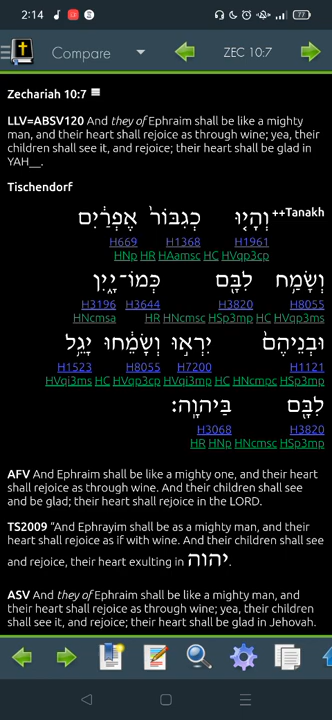 2:14
77
Compare
ZEC 10:7
Zechariah 10:7
LLV=ABSV120 And they of Ephraim shall be like a mighty
man, and their heart shall rejoice as through wine; yea, their
children shall see it, and rejoice; their heart shall be glad in
YAH__.
Tischendorf
++Tanakh וְהָי֤וּ כְגִבּוֹר֙ אֶפְרַ֔יִם
H669 H1368 H1961
HNp HR HAamsc HC HVqp3cp
וְשָׂמַ֥ח לִבָּ֖ם כְּמוֹ־יָ֑יִן
H3196 H3644 H3820 H8055
HNcmsa HR HNcmsc HSp3mp HC HVqp3ms
וּבְנֵיהֶם֙ יִרְא֣וּ וְשָׂמֵ֔חוּ יָגֵ֥ל
H1523 H8055 H7200 H1121
HVqi3ms HC HVqp3cp HVqi3mp HC HNcmpc HSp3mp
לִבָּ֖ם בַּיהוָֽה׃
H3068 H3820
HR HNp HNcmsc HSp3mp
AFV And Ephraim shall be like a mighty one, and their heart
shall rejoice as through wine. And their children shall see
and be glad; their heart shall rejoice in the LORD.
TS2009 “And Ephrayim shall be as a mighty man, and their
heart shall rejoice as if with wine. And their children shall see
and rejoice, their heart exulting in יהוה.
ASV And they of Ephraim shall be like a mighty man, and
their heart shall rejoice as through wine; yea, their children
shall see it, and rejoice; their heart shall be glad in Jehovah.